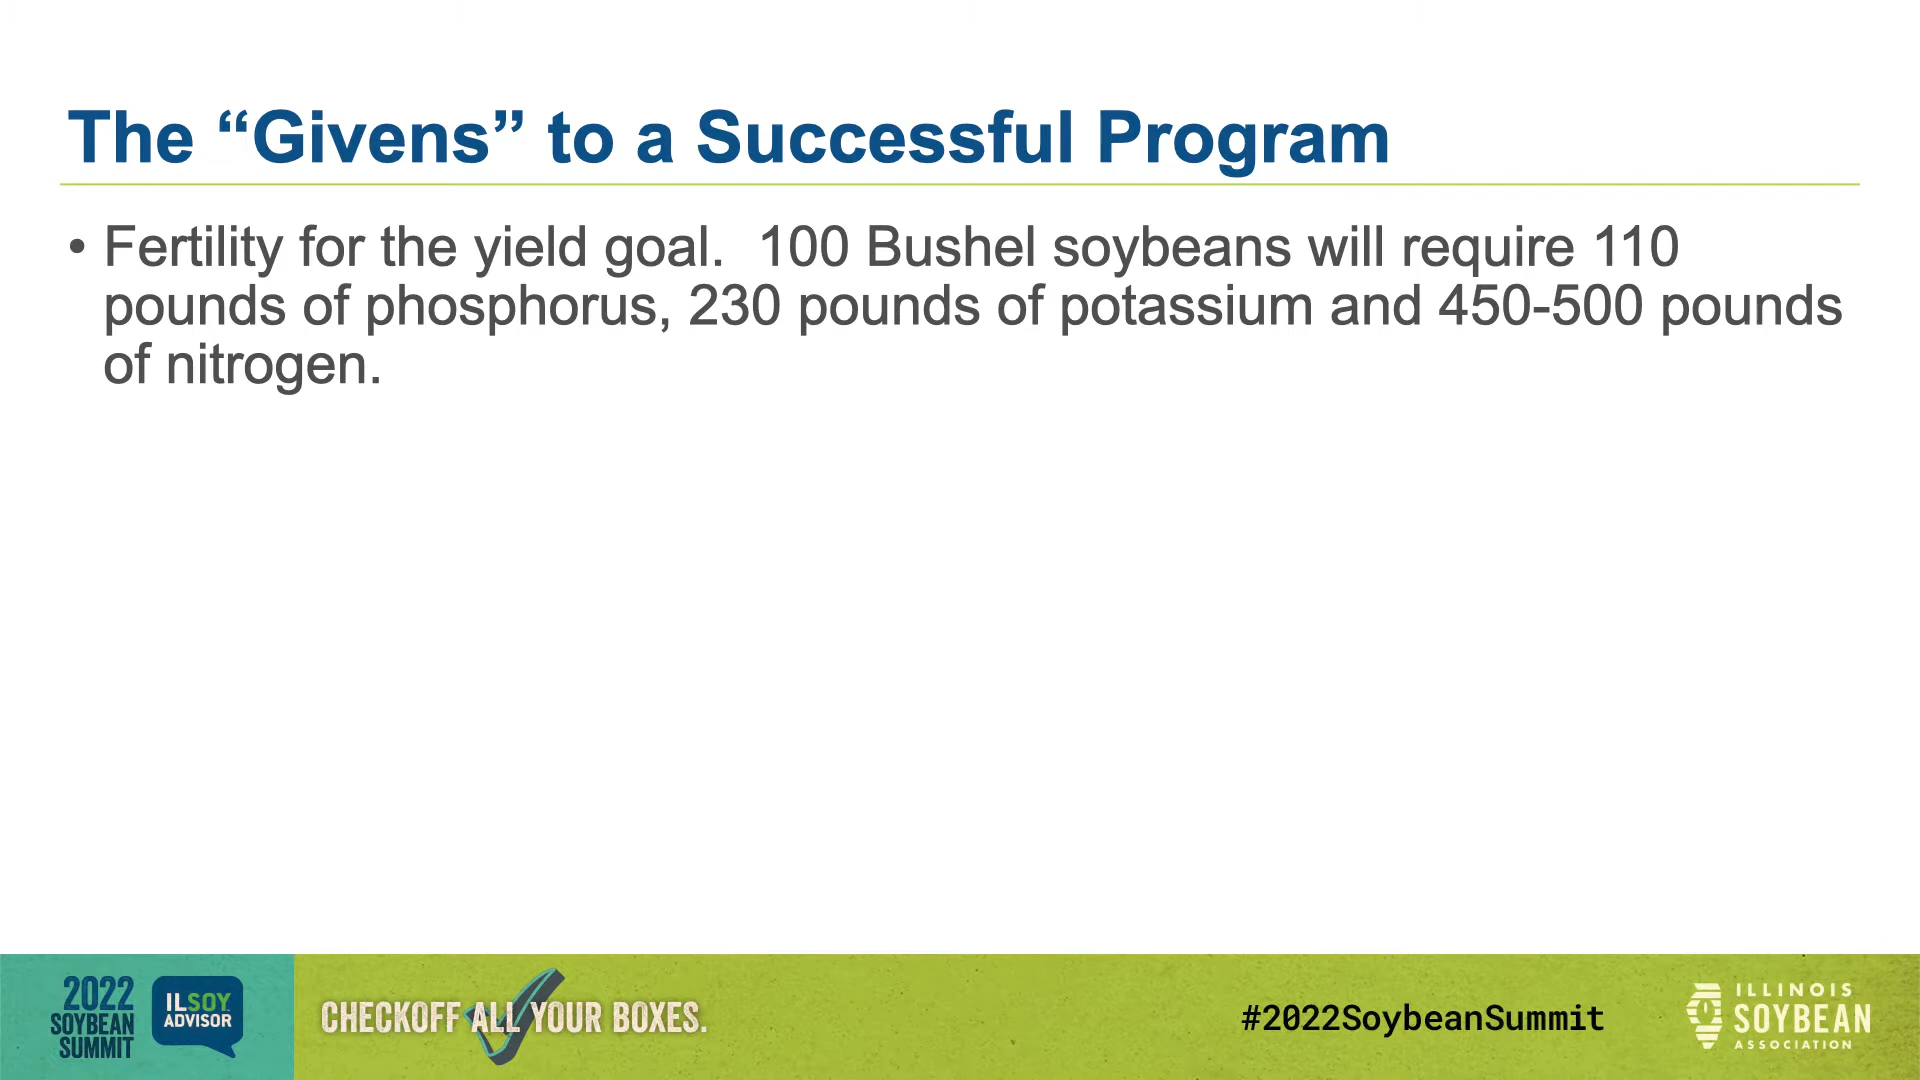 The “Givens” to a Successful Program
• Fertility for the yield goal.  100 Bushel soybeans will require 110
pounds of phosphorus, 230 pounds of potassium and 450-500 pounds
of nitrogen.
2022
SOYBEAN
SUMMIT
ILSOY
ADVISOR
CHECKOFF ALL YOUR BOXES.
#2022SoybeanSummit
ILLINOIS
SOYBEAN
ASSOCIATION